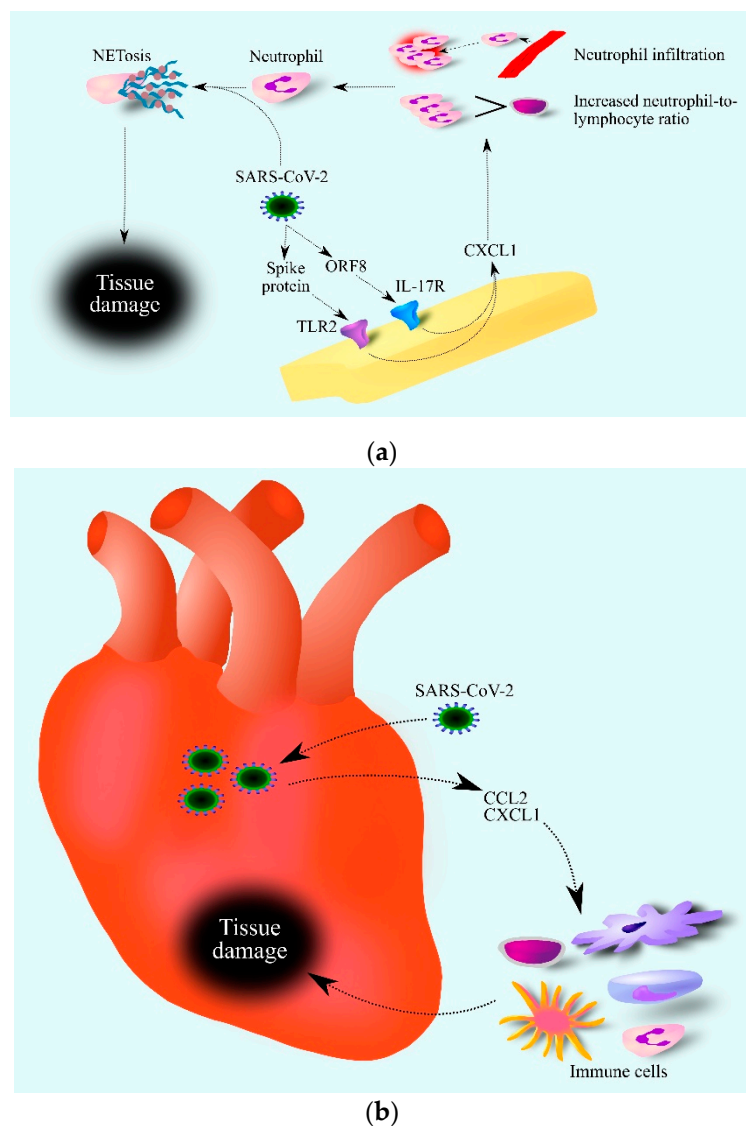 NETosis
Neutrophil
Neutrophil infiltration
Increased neutrophil-to-
lymphocyte ratio
SARS-CoV-2
CXCL1
Spike
protein
ORF8
IL-17R
TLR2
Tissue
damage
(a)
SARS-CoV-2
CCL2
CXCL1
Tissue
damage
Immune cells
(b)